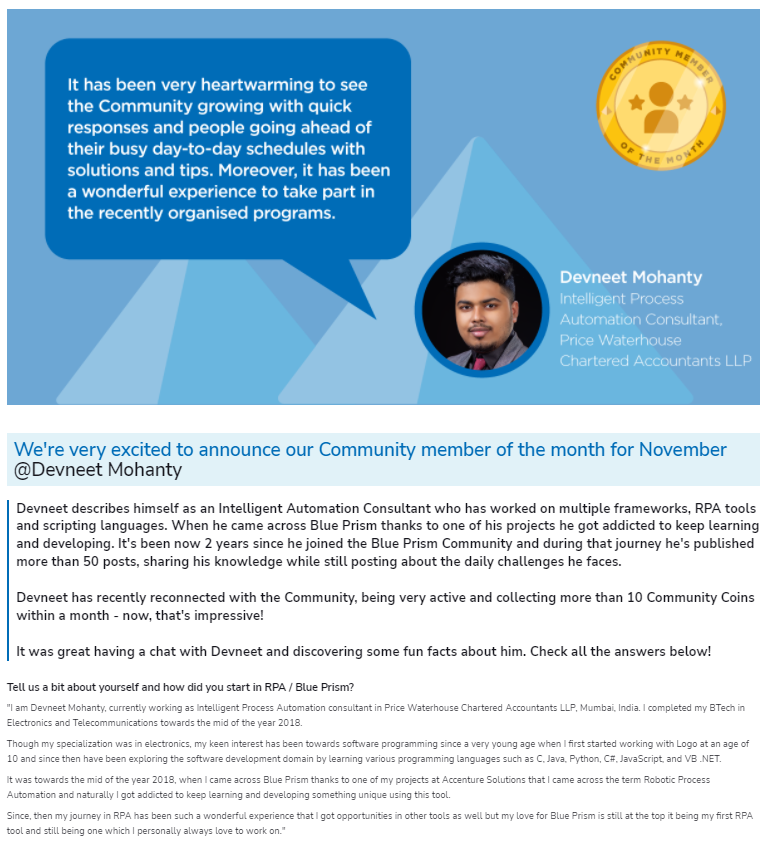 It has been very heartwarming to see
the Community growing with quick
responses and people going ahead of
their busy day-to-day schedules with
solutions and tips. Moreover, it has been
a wonderful experience to take part in
the recently organised programs.
COMMUNITY MEMBER
OF THE MONTH
Devneet Mohanty
Intelligent Process
Automation Consultant,
Price Waterhouse
Chartered Accountants LLP
We're very excited to announce our Community member of the month for November
@Devneet Mohanty
Devneet describes himself as an Intelligent Automation Consultant who has worked on multiple frameworks, RPA tools
and scripting languages. When he came across Blue Prism thanks to one of his projects he got addicted to keep learning
and developing. It's been now 2 years since he joined the Blue Prism Community and during that journey he's published
more than 50 posts, sharing his knowledge while still posting about the daily challenges he faces.
Devneet has recently reconnected with the Community, being very active and collecting more than 10 Community Coins
within a month - now, that's impressive!
It was great having a chat with Devneet and discovering some fun facts about him. Check all the answers below!
Tell us a bit about yourself and how did you start in RPA / Blue Prism?
"I am Devneet Mohanty, currently working as Intelligent Process Automation consultant in Price Waterhouse Chartered Accountants LLP, Mumbai, India. I completed my BTech in
Electronics and Telecommunications towards the mid of the year 2018.
Though my specialization was in electronics, my keen interest has been towards software programming since a very young age when I first started working with Logo at an age of
10 and since then have been exploring the software development domain by learning various programming languages such as C, Java, Python, C#, JavaScript, and VB .NET.
It was towards the mid of the year 2018, when I came across Blue Prism thanks to one of my projects at Accenture Solutions that I came across the term Robotic Process
Automation and naturally I got addicted to keep learning and developing something unique using this tool.
Since, then my journey in RPA has been such a wonderful experience that I got opportunities in other tools as well but my love for Blue Prism is still at the top it being my first RPA
tool and still being one which I personally always love to work on."